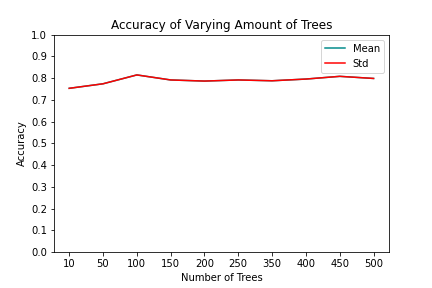 Accuracy of Varying Amount of Trees
Mean
Std
1.0
0.9
0.8
0.7
0.6
0.5
0.4
0.3
0.2
0.1
0.0
Accuracy
10 50 100 150 200 250 350 400 450 500
Number of Trees